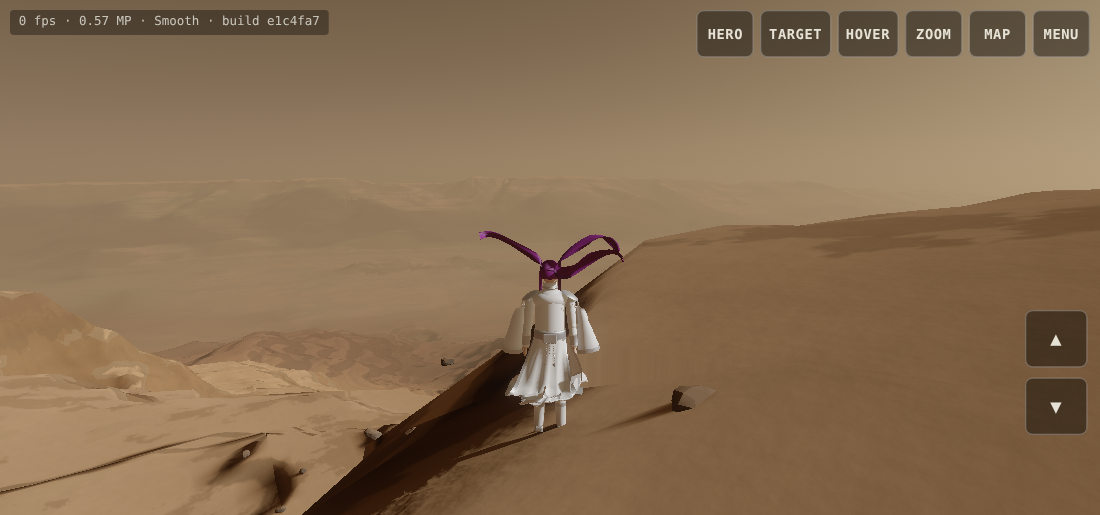 0 fps · 0.57 MP · Smooth · build e1c4fa7
HERO
TARGET
HOVER
ZOOM
MAP
MENU
▲
▼